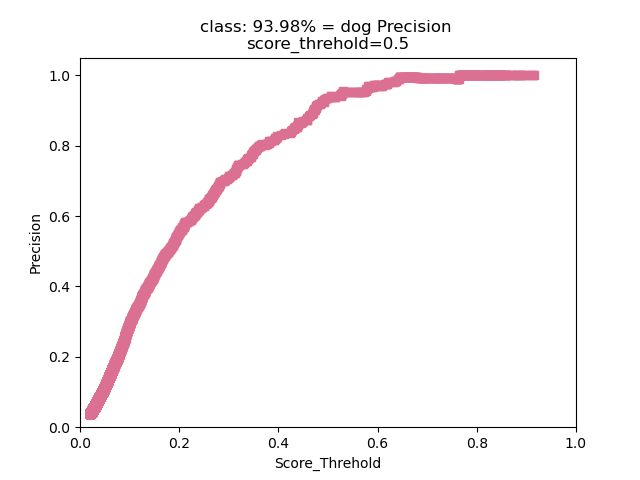 class: 93.98% = dog Precision
score_threhold=0.5
1.0
0.8
0.6
0.4
0.2
0.0
Precision
0.0 0.2 0.4 0.6 0.8 1.0
Score_Threhold